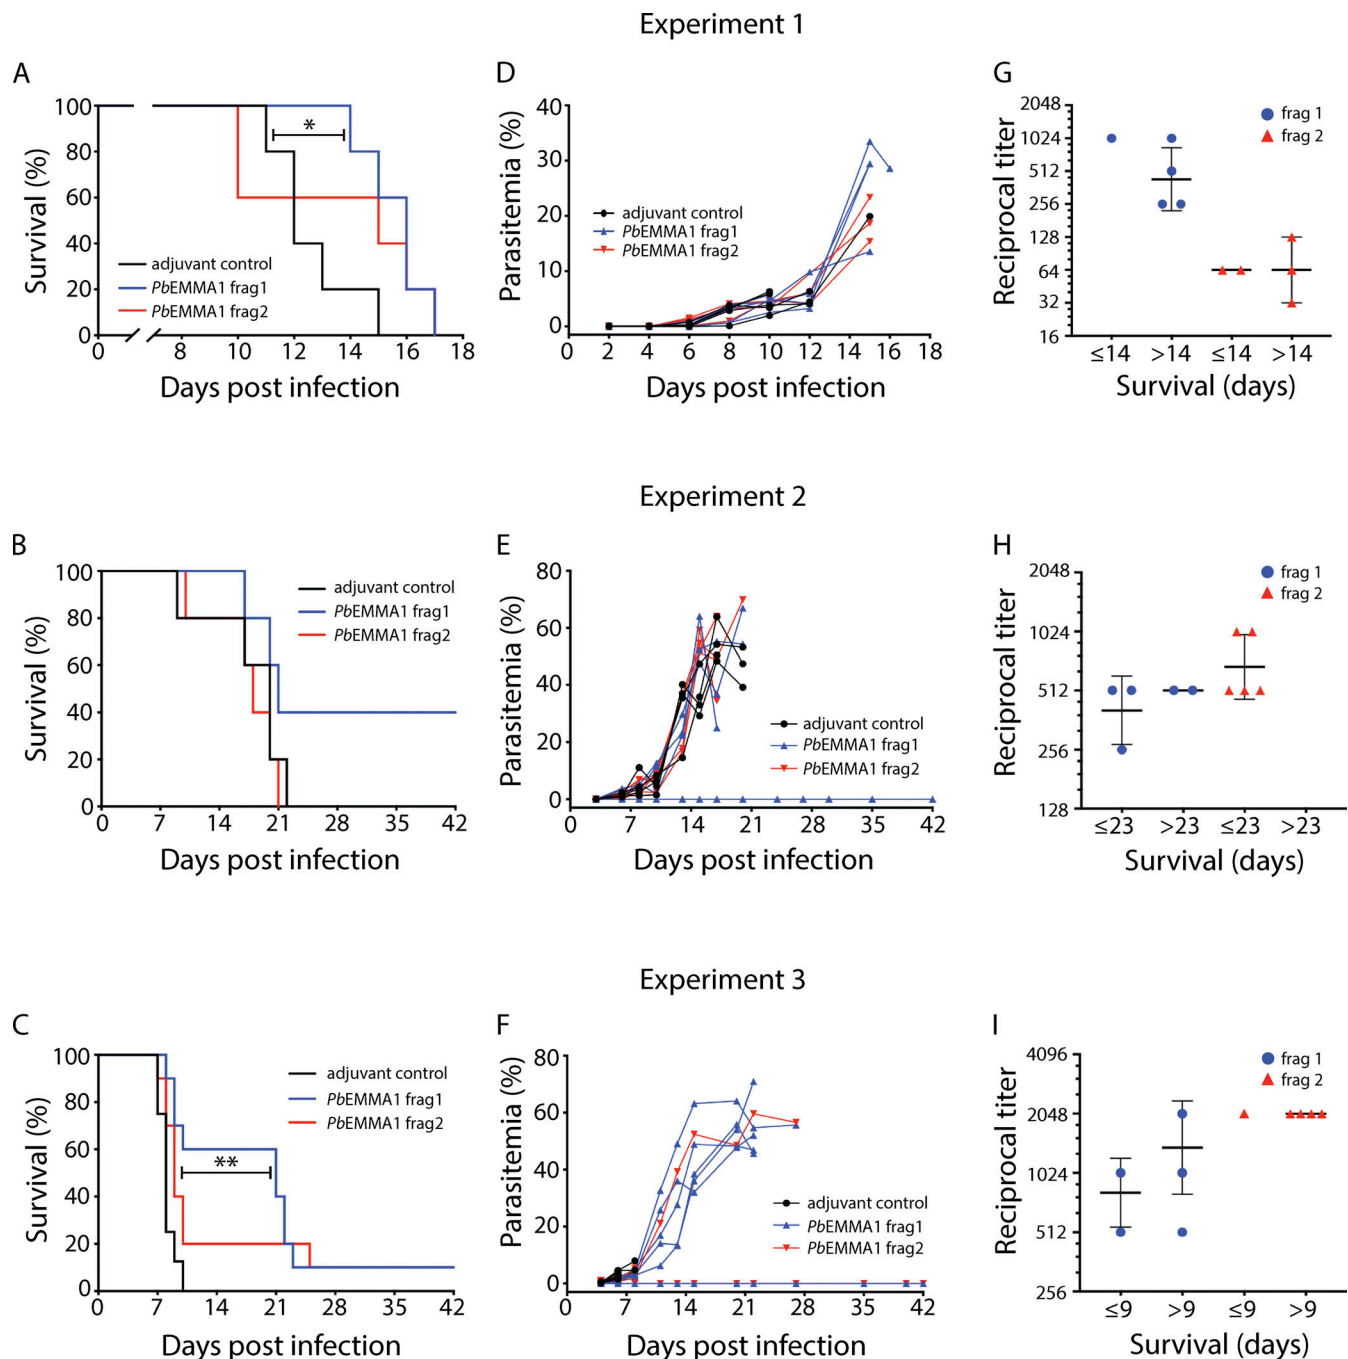 Experiment 1
A
Survival (%)
100
80
60
40
20
0
adjuvant control
PbEMMA1 frag1
PbEMMA1 frag2
0 8 10 12 14 16 18
Days post infection
*
D
Parasitemia (%)
40
30
20
10
0
adjuvant control
PbEMMA1 frag1
PbEMMA1 frag2
0 2 4 6 8 10 12 14 16 18
Days post infection
G
Reciprocal titer
2048
1024
512
256
128
64
32
16
frag 1
frag 2
≤14 >14 ≤14 >14
Survival (days)
Experiment 2
B
Survival (%)
100
80
60
40
20
0
adjuvant control
PbEMMA1 frag1
PbEMMA1 frag2
0 7 14 21 28 35 42
Days post infection
E
Parasitemia (%)
80
60
40
20
0
adjuvant control
PbEMMA1 frag1
PbEMMA1 frag2
0 7 14 21 28 35 42
Days post infection
H
Reciprocal titer
2048
1024
512
256
128
frag 1
frag 2
≤23 >23 ≤23 >23
Survival (days)
Experiment 3
C
Survival (%)
100
80
60
40
20
0
adjuvant control
PbEMMA1 frag1
PbEMMA1 frag2
**
0 7 14 21 28 35 42
Days post infection
F
Parasitemia (%)
80
60
40
20
0
adjuvant control
PbEMMA1 frag1
PbEMMA1 frag2
0 7 14 21 28 35 42
Days post infection
I
Reciprocal titer
4096
2048
1024
512
256
frag 1
frag 2
≤9 >9 ≤9 >9
Survival (days)